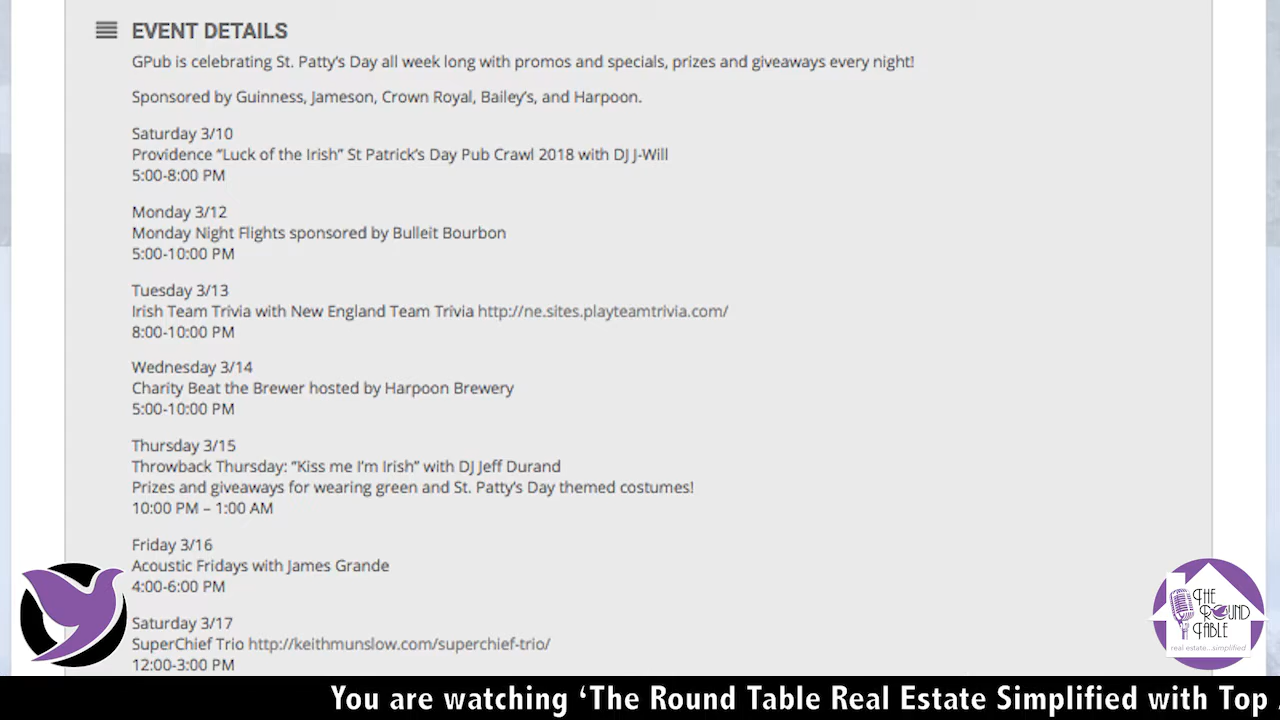 EVENT DETAILS
GPub is celebrating St. Patty's Day all week long with promos and specials, prizes and giveaways every night!
Sponsored by Guinness, Jameson, Crown Royal, Bailey's, and Harpoon.
Saturday 3/10
Providence “Luck of the Irish” St Patrick's Day Pub Crawl 2018 with DJ J-Will
5:00-8:00 PM
Monday 3/12
Monday Night Flights sponsored by Bulleit Bourbon
5:00-10:00 PM
Tuesday 3/13
Irish Team Trivia with New England Team Trivia http://ne.sites.playteamtrivia.com/
8:00-10:00 PM
Wednesday 3/14
Charity Beat the Brewer hosted by Harpoon Brewery
5:00-10:00 PM
Thursday 3/15
Throwback Thursday: “Kiss me I'm Irish” with DJ Jeff Durand
Prizes and giveaways for wearing green and St. Patty's Day themed costumes!
10:00 PM – 1:00 AM
Friday 3/16
Acoustic Fridays with James Grande
4:00-6:00 PM
Saturday 3/17
SuperChief Trio http://keithmunslow.com/superchief-trio/
12:00-3:00 PM
THE
ROUND
TABLE
real estate...simplified
You are watching ‘The Round Table Real Estate Simplified with Top